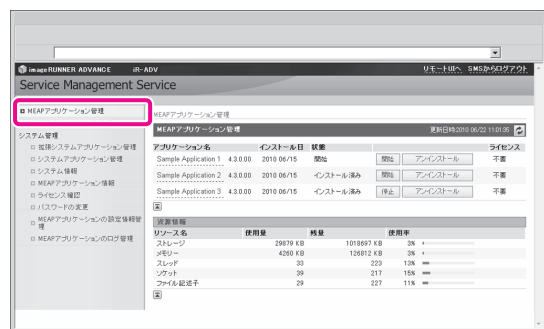 imageRUNNER ADVANCE iR-ADV リモートUIへ SMSからログアウト
Service Management Service
MEAPアプリケーション管理
システム管理
拡張システムアプリケーション管理
システムアプリケーション管理
システム情報
MEAPアプリケーション情報
ライセンス確認
パスワードの変更
MEAPアプリケーションの設定情報管理
MEAPアプリケーションのログ管理
MEAPアプリケーション管理
MEAPアプリケーション管理 更新日時:2010 06/22 11:01:35
アプリケーション名 インストール日 状態 ライセンス
Sample Application 1 4.3.0.00 2010 06/15 開始 開始 アンインストール 不要
Sample Application 2 4.3.0.00 2010 06/15 インストール済み 開始 アンインストール 不要
Sample Application 3 4.3.0.00 2010 06/15 インストール済み 停止 アンインストール 不要
資源情報
リソース名 使用量 残量 使用率
ストレージ 29879 KB 1018697 KB 3%
メモリー 4260 KB 126812 KB 3%
スレッド 33 223 13%
ソケット 39 217 15%
ファイル記述子 29 227 11%